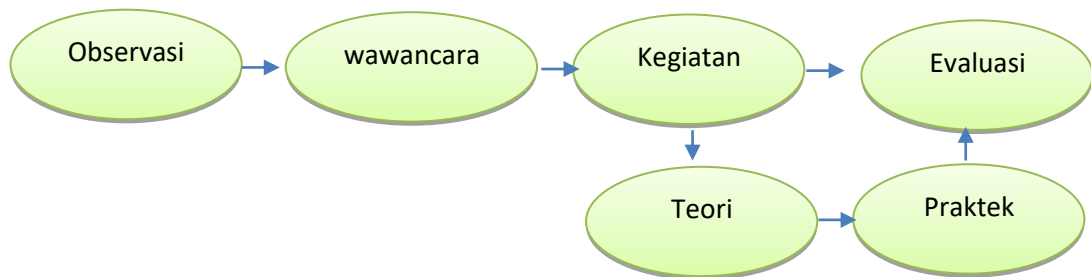 Observasi
wawancara
Kegiatan
Evaluasi
Teori
Praktek